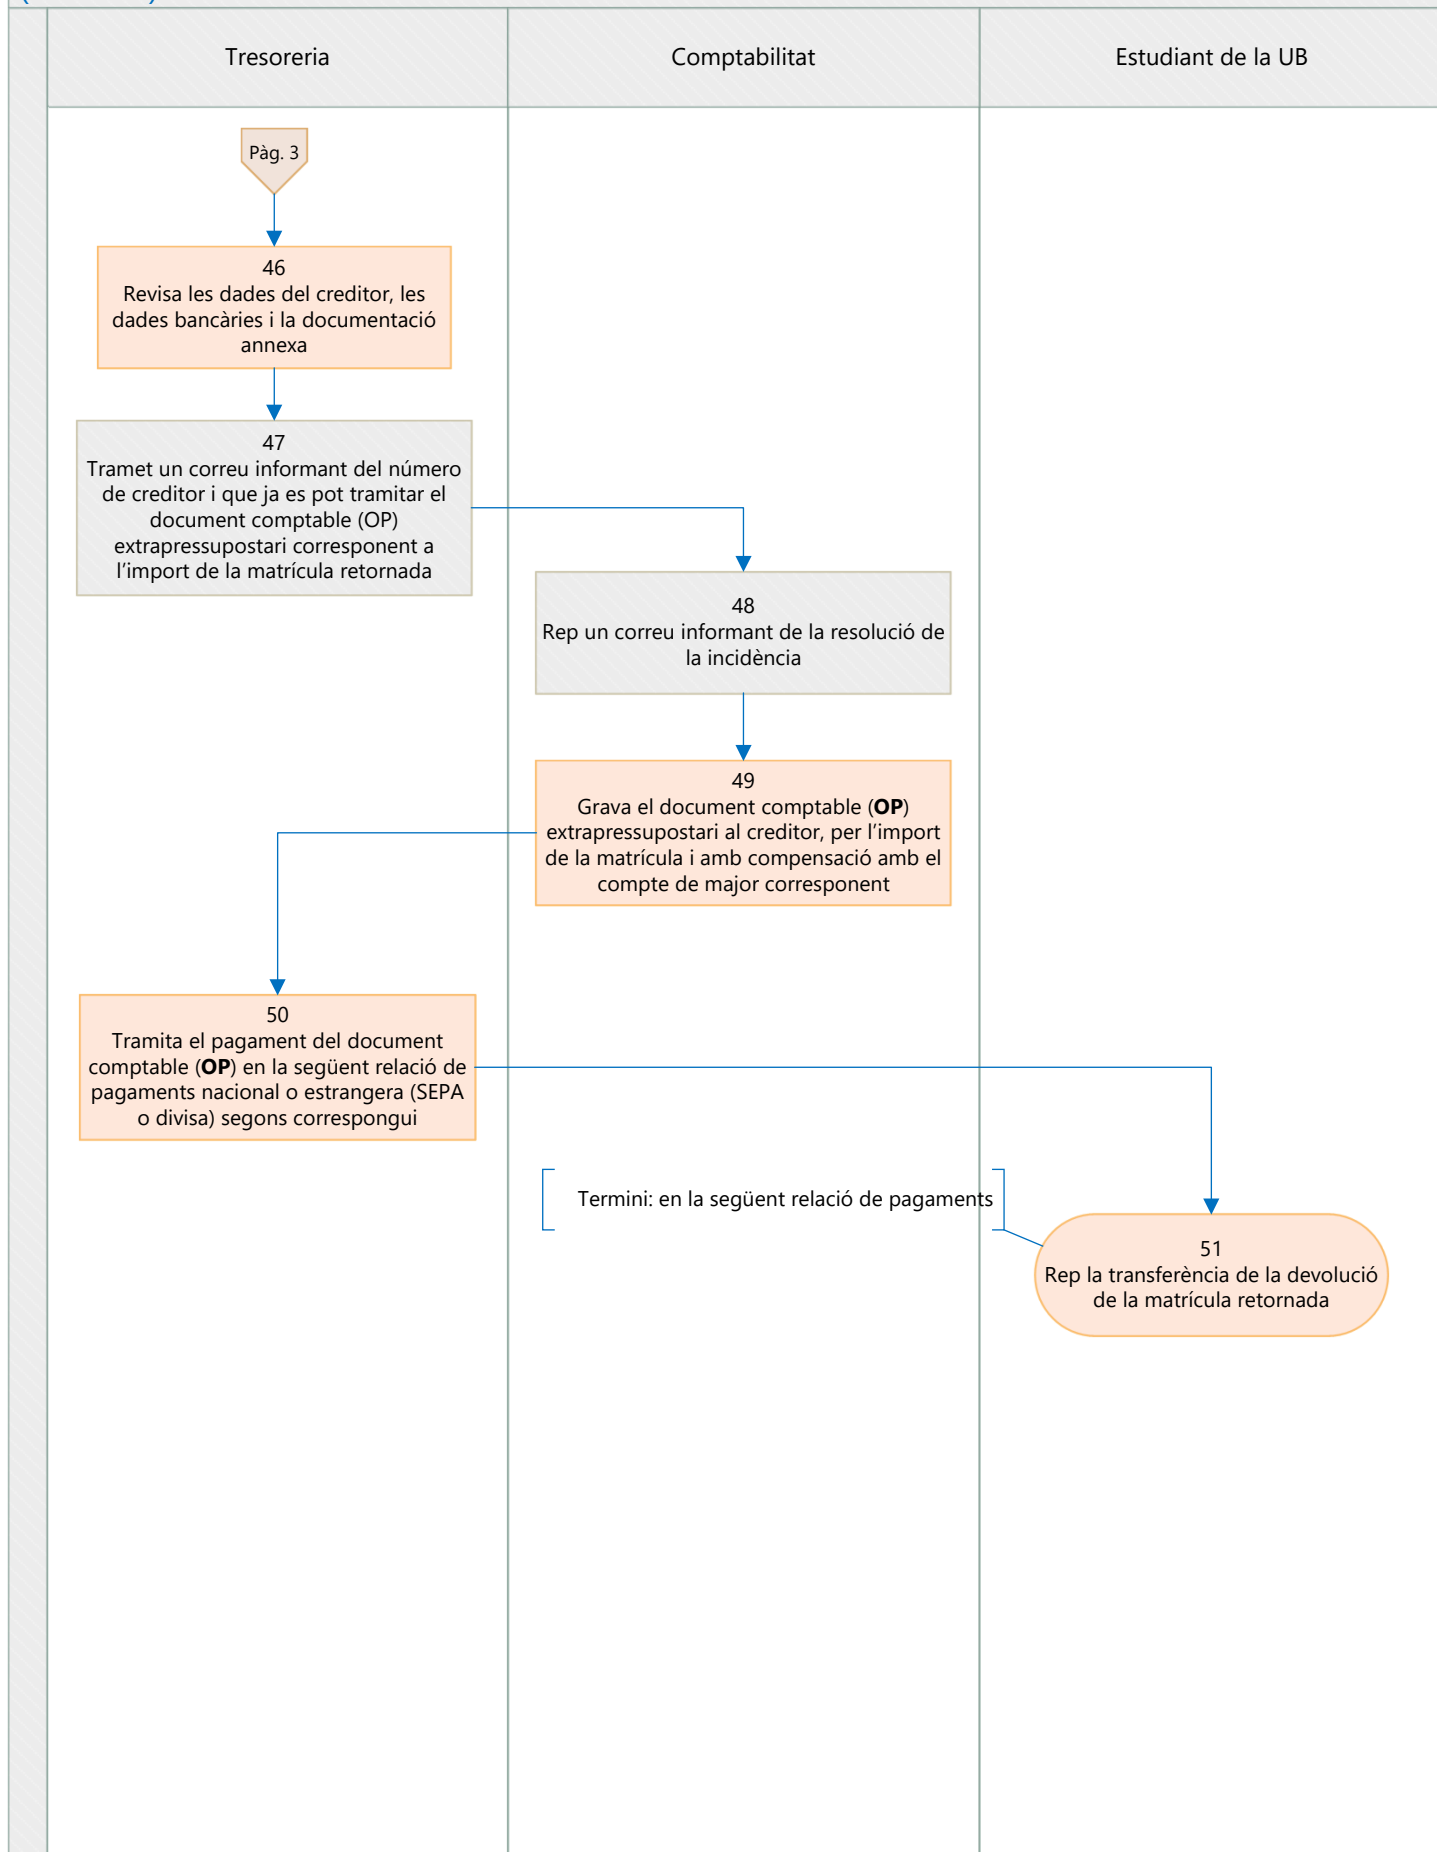 Tresoreria
Comptabilitat
Estudiant de la UB
Pàg. 3
46
Revisa les dades del creditor, les
dades bancàries i la documentació
annexa
47
Tramet un correu informant del número
de creditor i que ja es pot tramitar el
document comptable (OP)
extrapressupostari corresponent a
l’import de la matrícula retornada
48
Rep un correu informant de la resolució de
la incidència
49
Grava el document comptable (OP)
extrapressupostari al creditor, per l’import
de la matrícula i amb compensació amb el
compte de major corresponent
50
Tramita el pagament del document
comptable (OP) en la següent relació de
pagaments nacional o estrangera (SEPA
o divisa) segons correspongui
Termini: en la següent relació de pagaments
51
Rep la transferència de la devolució
de la matrícula retornada